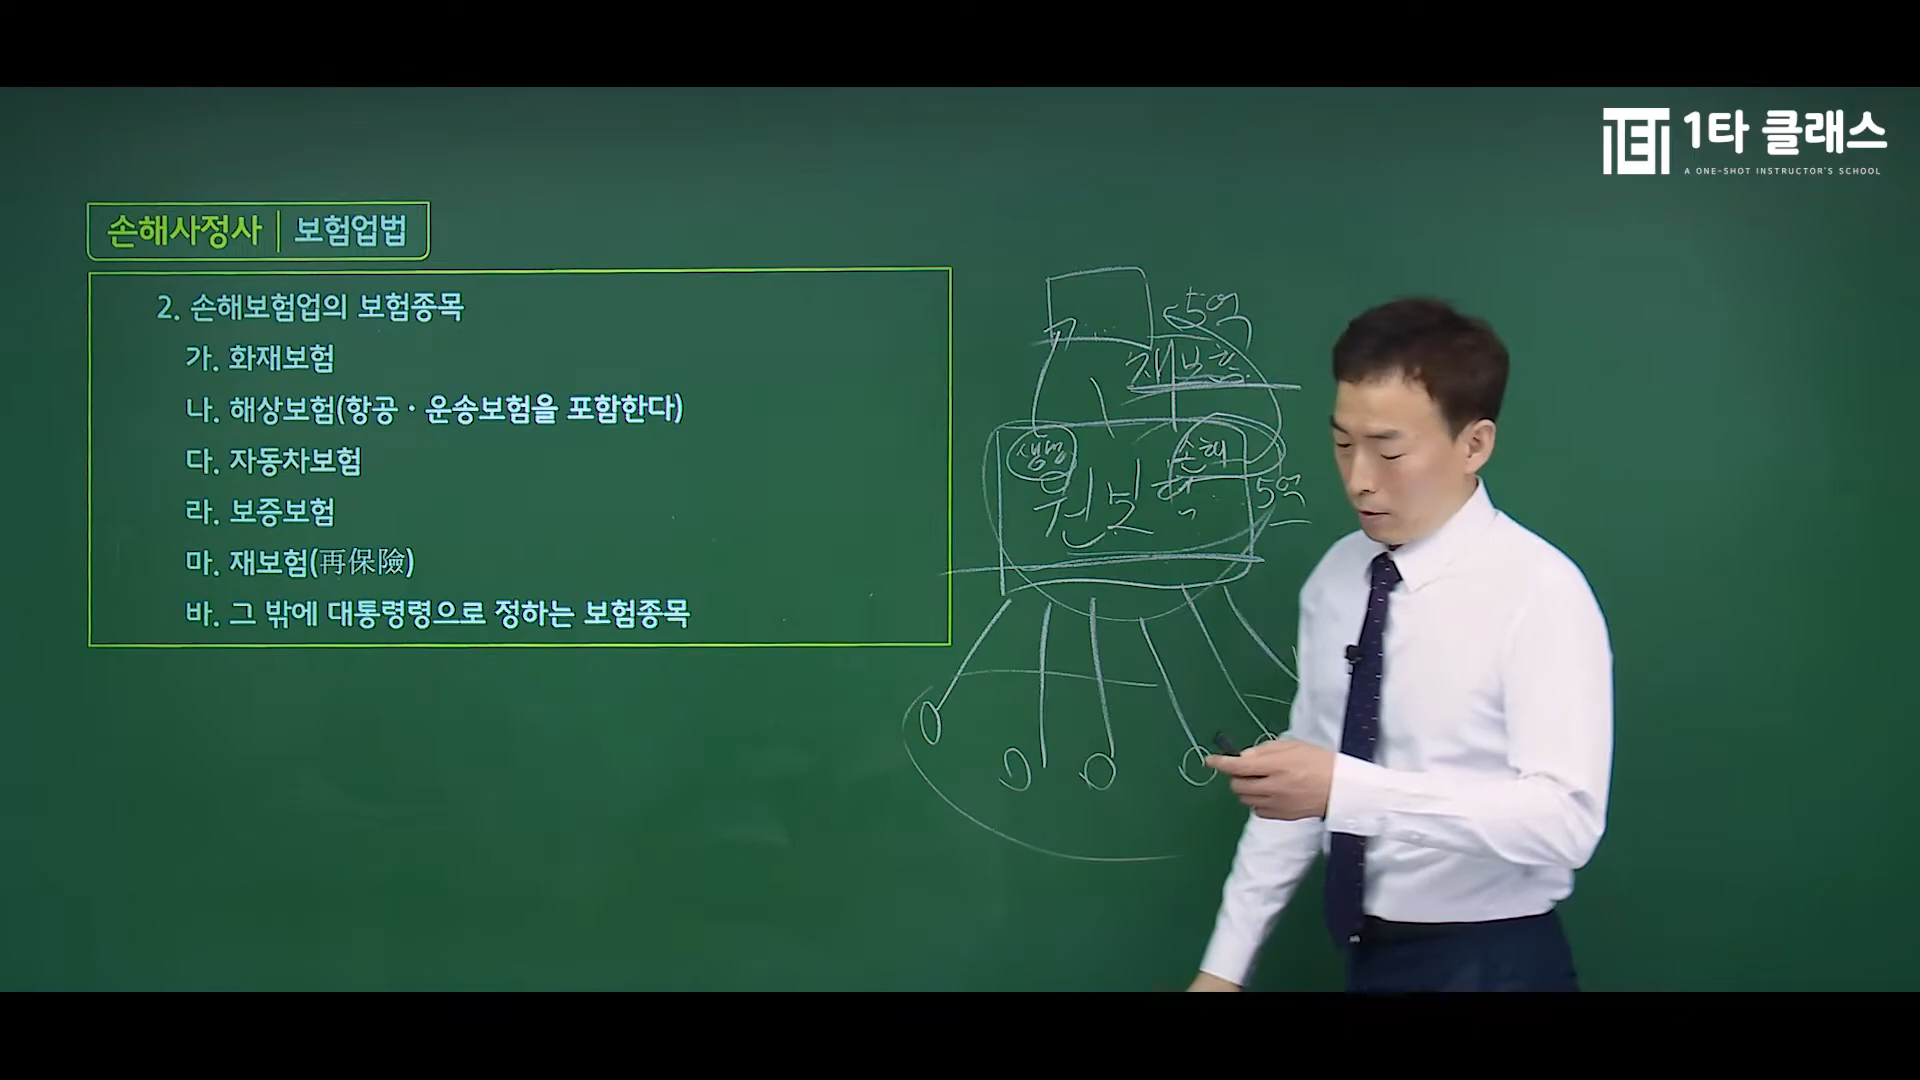 1타 클래스
A ONE-SHOT INSTRUCTOR'S SCHOOL
손해사정사 | 보험업법
2. 손해보험업의 보험종목
가. 화재보험
나. 해상보험(항공 · 운송보험을 포함한다)
다. 자동차보험
라. 보증보험
마. 재보험(再保險)
바. 그 밖에 대통령령으로 정하는 보험종목
5억
재보험
생명
손해
원보험
5억